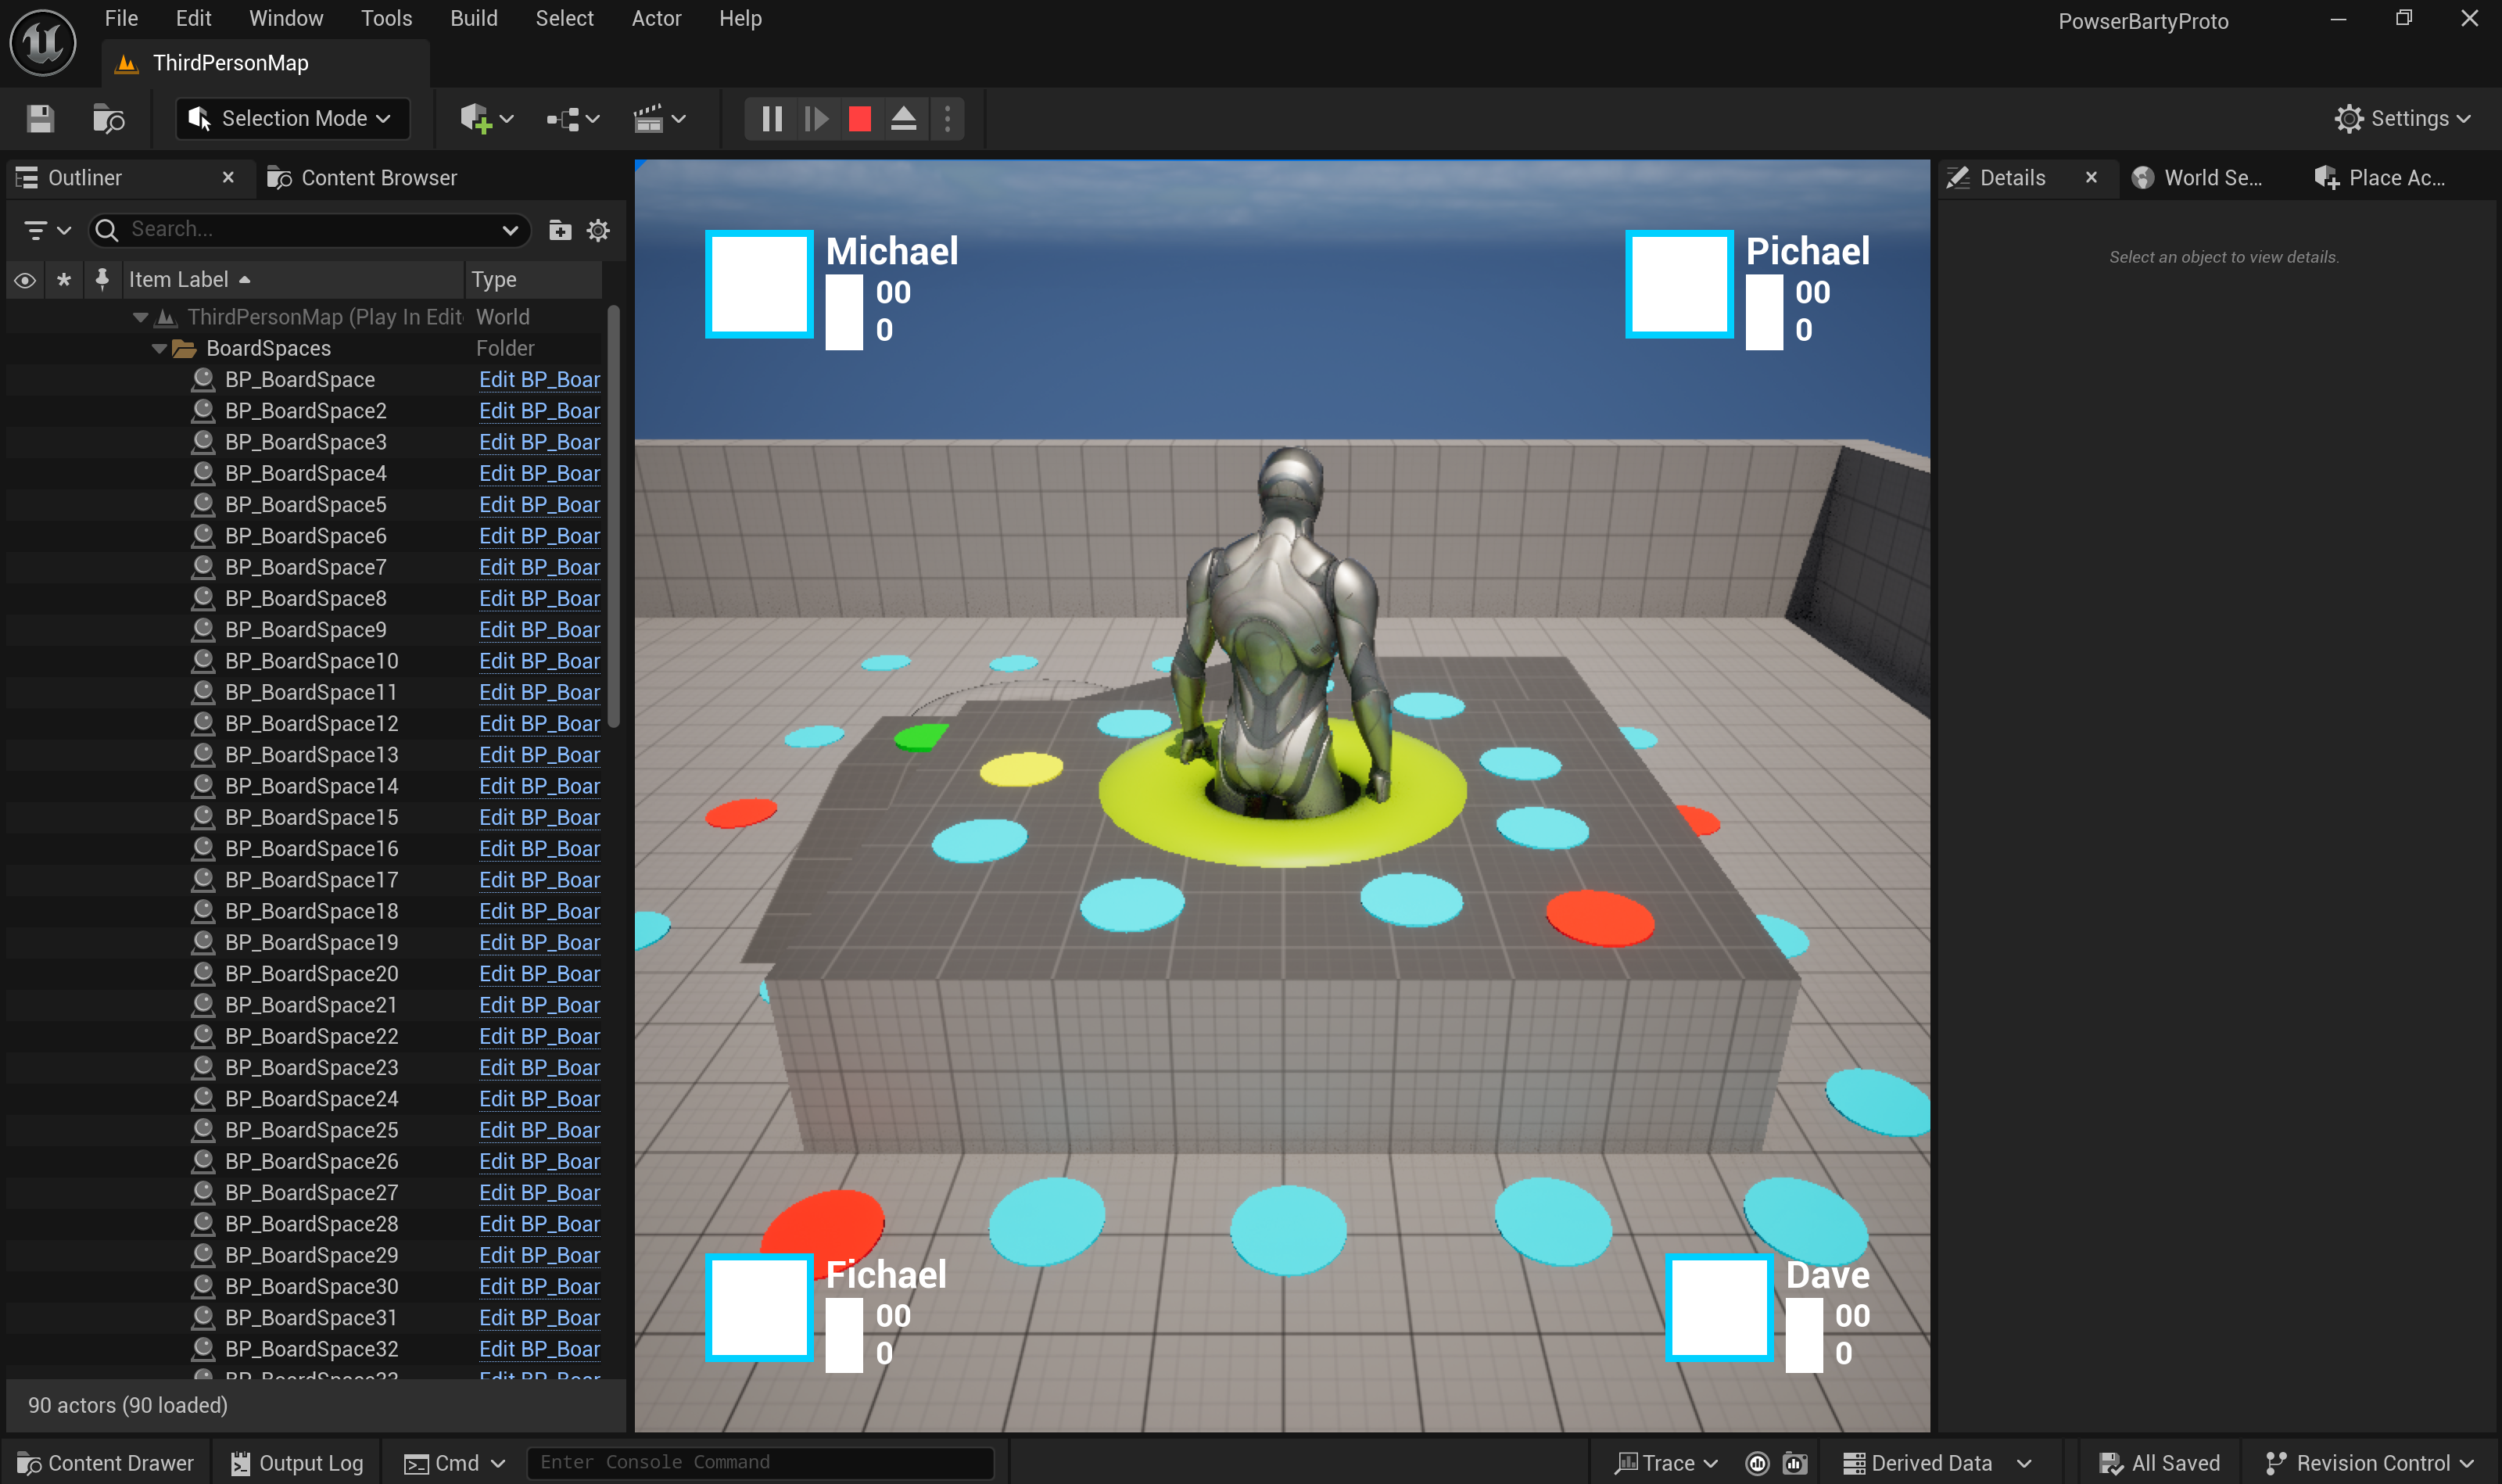 File Edit Window Tools Build Select Actor Help
PowserBartyProto
ThirdPersonMap
Selection Mode
Settings
Outliner
Content Browser
Search...
Item Label Type
ThirdPersonMap (Play In Edit World
BoardSpaces Folder
BP_BoardSpace Edit BP_Boar
BP_BoardSpace2 Edit BP_Boar
BP_BoardSpace3 Edit BP_Boar
BP_BoardSpace4 Edit BP_Boar
BP_BoardSpace5 Edit BP_Boar
BP_BoardSpace6 Edit BP_Boar
BP_BoardSpace7 Edit BP_Boar
BP_BoardSpace8 Edit BP_Boar
BP_BoardSpace9 Edit BP_Boar
BP_BoardSpace10 Edit BP_Boar
BP_BoardSpace11 Edit BP_Boar
BP_BoardSpace12 Edit BP_Boar
BP_BoardSpace13 Edit BP_Boar
BP_BoardSpace14 Edit BP_Boar
BP_BoardSpace15 Edit BP_Boar
BP_BoardSpace16 Edit BP_Boar
BP_BoardSpace17 Edit BP_Boar
BP_BoardSpace18 Edit BP_Boar
BP_BoardSpace19 Edit BP_Boar
BP_BoardSpace20 Edit BP_Boar
BP_BoardSpace21 Edit BP_Boar
BP_BoardSpace22 Edit BP_Boar
BP_BoardSpace23 Edit BP_Boar
BP_BoardSpace24 Edit BP_Boar
BP_BoardSpace25 Edit BP_Boar
BP_BoardSpace26 Edit BP_Boar
BP_BoardSpace27 Edit BP_Boar
BP_BoardSpace28 Edit BP_Boar
BP_BoardSpace29 Edit BP_Boar
BP_BoardSpace30 Edit BP_Boar
BP_BoardSpace31 Edit BP_Boar
BP_BoardSpace32 Edit BP_Boar
90 actors (90 loaded)
Michael
00
0
Pichael
00
0
Fichael
00
0
Dave
00
0
Details
World Se...
Place Ac...
Select an object to view details.
Content Drawer
Output Log
Cmd
Enter Console Command
Trace
Derived Data
All Saved
Revision Control